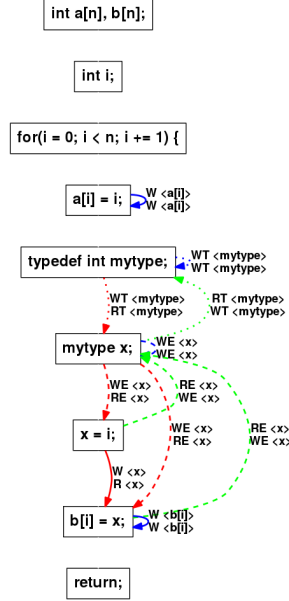 int a[n], b[n];
int i;
for(i = 0; i < n; i += 1) {
a[i] = i;
W <a[i]>
W <a[i]>
typedef int mytype;
WT <mytype>
WT <mytype>
WT <mytype>
RT <mytype>
RT <mytype>
WT <mytype>
mytype x;
WE <x>
WE <x>
WE <x>
RE <x>
RE <x>
WE <x>
x = i;
WE <x>
RE <x>
RE <x>
WE <x>
W <x>
R <x>
b[i] = x;
W <b[i]>
W <b[i]>
return;